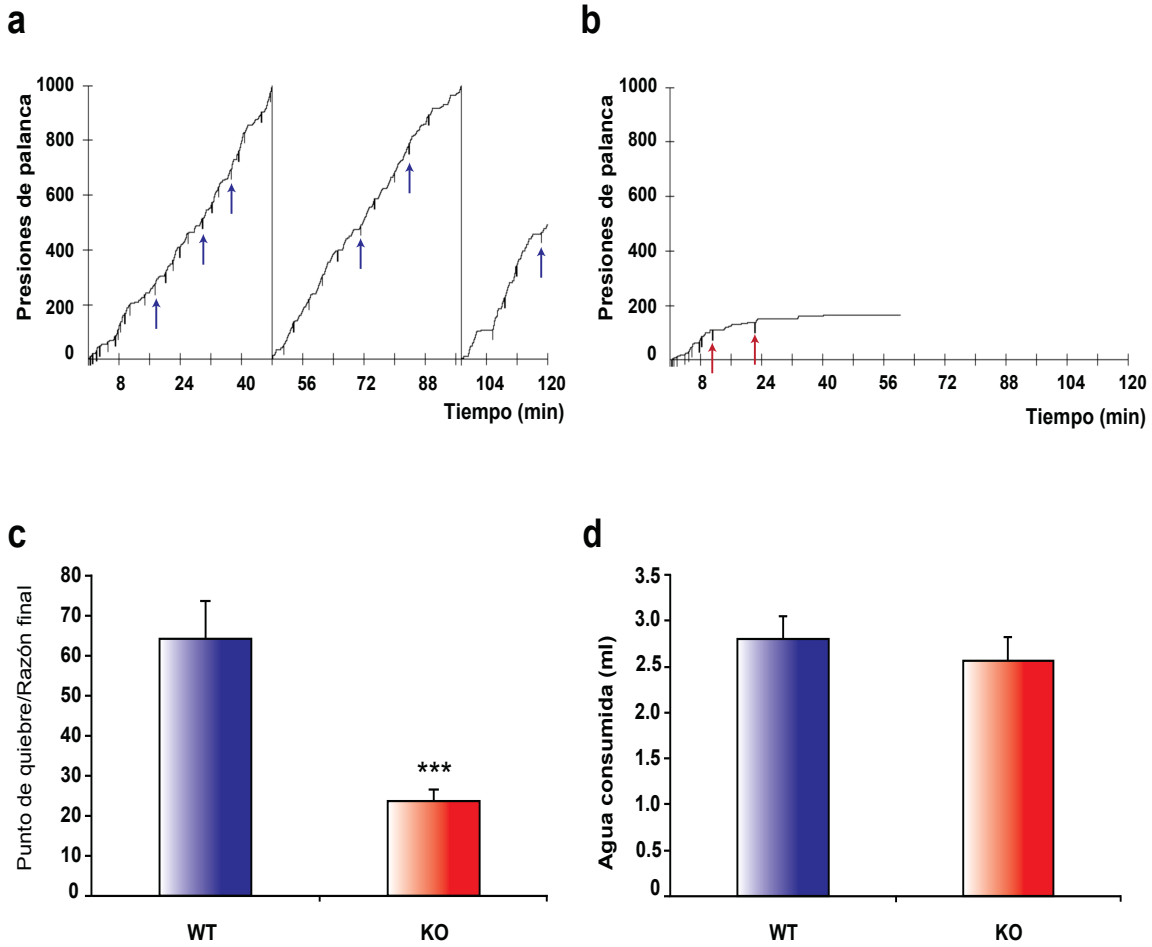 a
Presiones de palanca
1000
800
600
400
200
0
8 24 40 56 72 88 104 120
Tiempo (min)
b
Presiones de palanca
1000
800
600
400
200
0
8 24 40 56 72 88 104 120
Tiempo (min)
c
Punto de quiebre/Razón final
80
70
60
50
40
30
20
10
0
***
WT KO
d
Agua consumida (ml)
3.5
3.0
2.5
2.0
1.5
1.0
0.5
0
WT KO